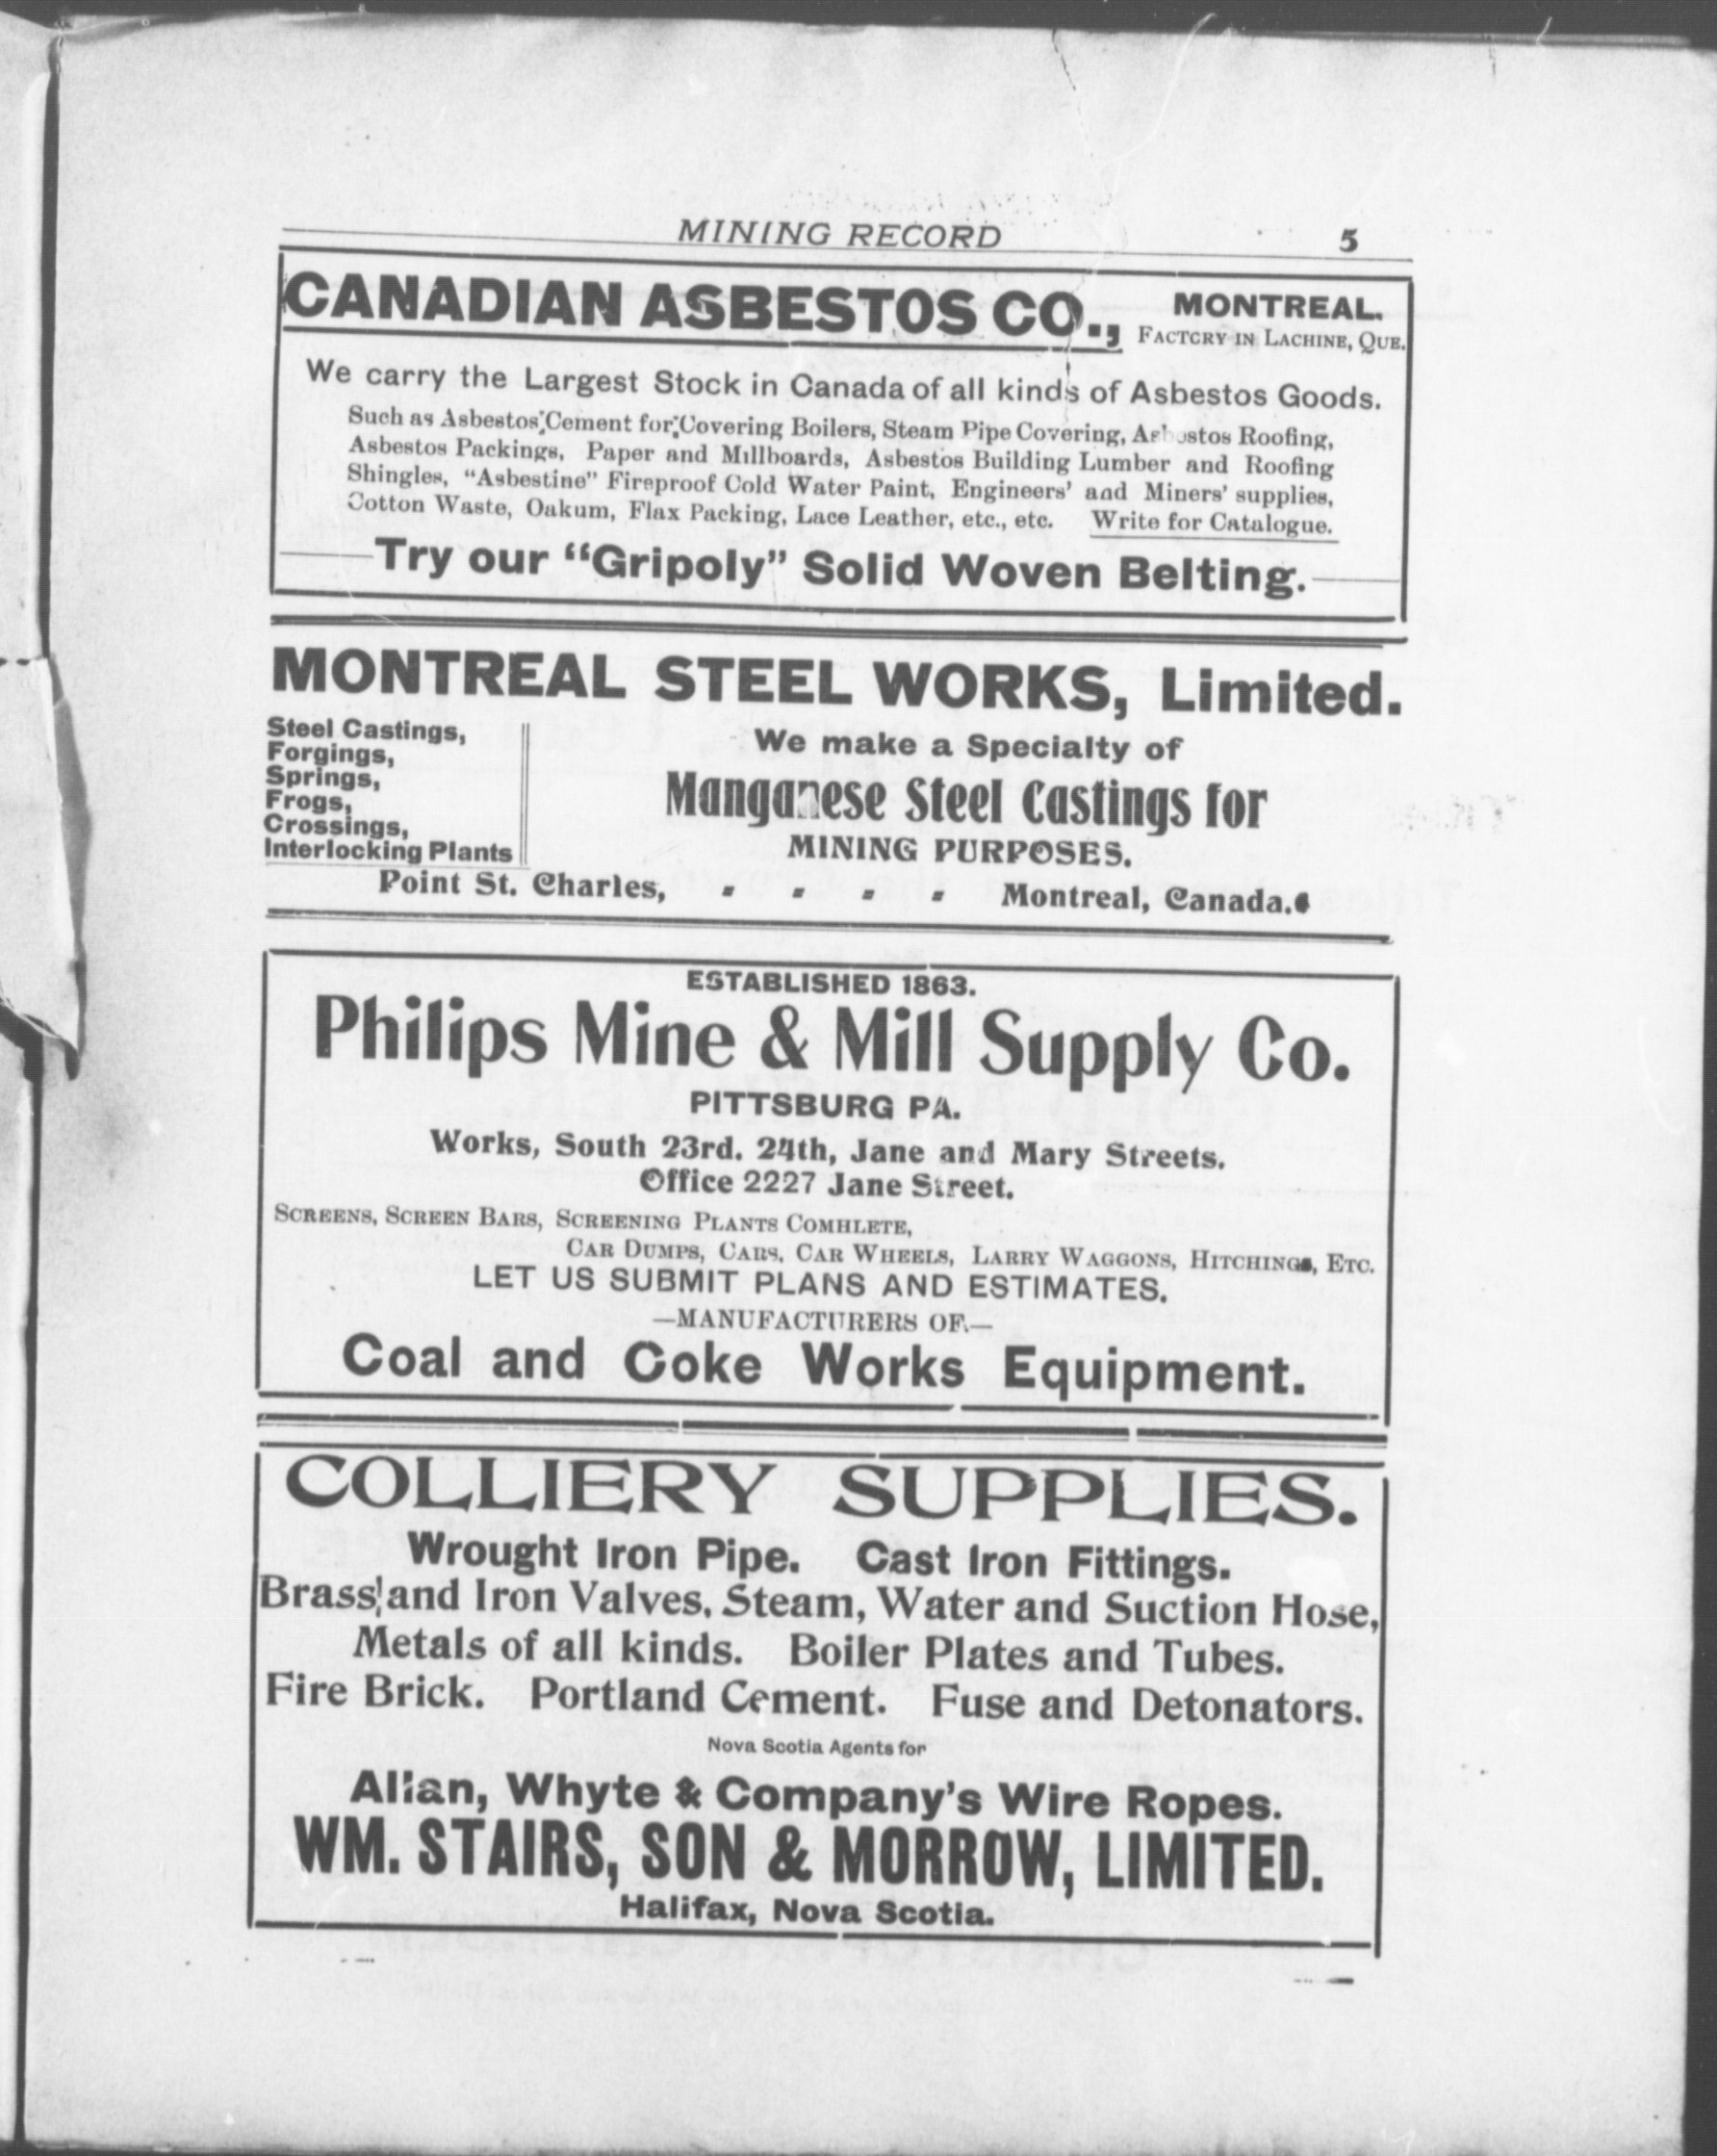 MINING RECORD 5
CANADIAN ASBESTOS CO., MONTREAL.
FACTCRY IN LACHINE, QUE.
We carry the Largest Stock in Canada of all kinds of Asbestos Goods.
Such as Asbestos Cement for Covering Boilers, Steam Pipe Covering, Asbostos Roofing,
Asbestos Packings, Paper and Millboards, Asbestos Building Lumber and Roofing
Shingles, "Asbestine" Fireproof Cold Water Paint, Engineers' and Miners' supplies,
Cotton Waste, Oakum, Flax Packing, Lace Leather, etc., etc. Write for Catalogue.
Try our "Gripoly" Solid Woven Belting.
MONTREAL STEEL WORKS, Limited.
Steel Castings,
Forgings,
Springs,
Frogs,
Crossings,
Interlocking Plants
We make a Specialty of
Manganese Steel Castings for
MINING PURPOSES.
Point St. Charles, - - - - Montreal, Canada.
ESTABLISHED 1863.
Philips Mine & Mill Supply Co.
PITTSBURG PA.
Works, South 23rd. 24th, Jane and Mary Streets.
Office 2227 Jane Street.
SCREENS, SCREEN BARS, SCREENING PLANTS COMHLETE,
CAR DUMPS, CARS, CAR WHEELS, LARRY WAGGONS, HITCHINGS, ETC.
LET US SUBMIT PLANS AND ESTIMATES.
—MANUFACTURERS OF.—
Coal and Coke Works Equipment.
COLLIERY SUPPLIES.
Wrought Iron Pipe. Cast Iron Fittings.
Brass and Iron Valves, Steam, Water and Suction Hose,
Metals of all kinds. Boiler Plates and Tubes.
Fire Brick. Portland Cement. Fuse and Detonators.
Nova Scotia Agents for
Allan, Whyte & Company's Wire Ropes.
WM. STAIRS, SON & MORROW, LIMITED.
Halifax, Nova Scotia.